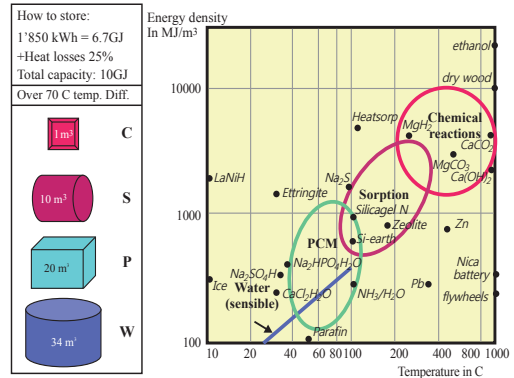 How to store:
1'850 kWh = 6.7GJ
+Heat losses 25%
Total capacity: 10GJ
Over 70 C temp. Diff.
1 m³
C
10 m³
S
20 m³
P
34 m³
W
Energy density
In MJ/m³
10000
1000
100
ethanol
dry wood
Heatsorp
Chemical
reactions
MgH₂
CaCO₂
MgCO₃
Ca(OH)₂
LaNiH
Na₂S
Ettringite
Sorption
Silicagel N
Zeolite
Zn
PCM
Si-earth
Na₂HPO₄H₂O
Na₂SO₄H
Ice
Water
(sensible)
CaCl₂H₂O
NH₃/H₂O
Pb
Nica
battery
flywheels
Parafin
10 20 40 60 80 100 200 400 800 1000
Temperature in C